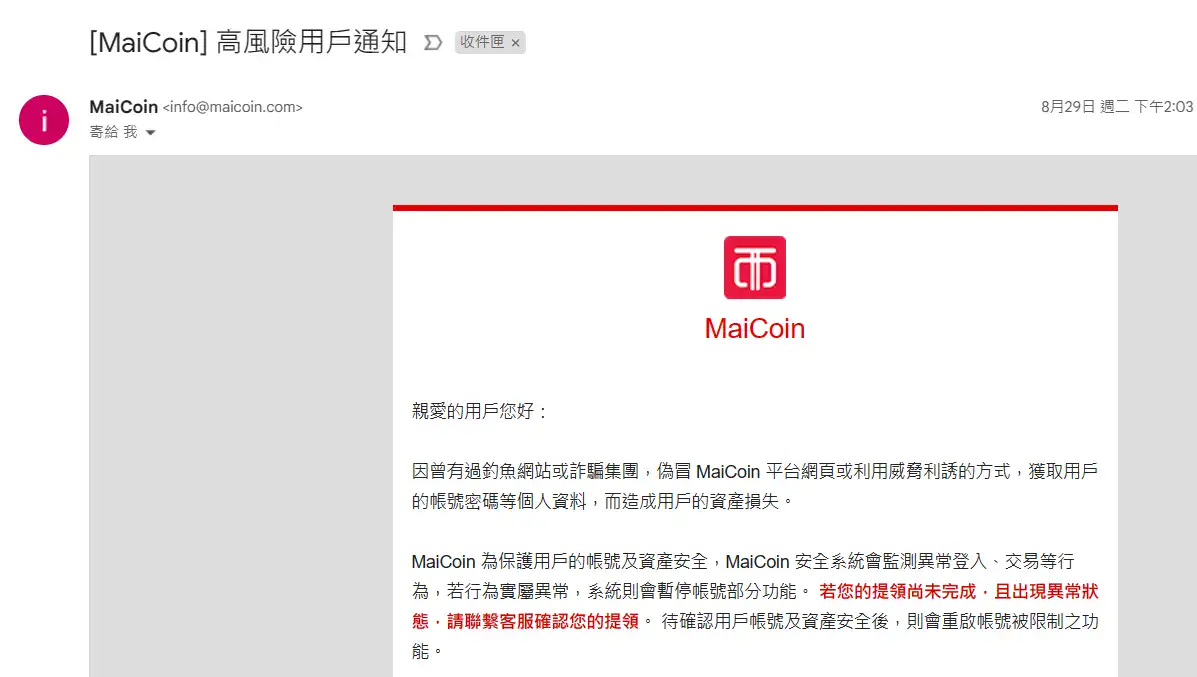 [MaiCoin] 高風險用戶通知 收件匣 ×
MaiCoin <info@maicoin.com> 8月29日 週二 下午2:03
寄給 我
i
币
MaiCoin
親愛的用戶您好：
因曾有過釣魚網站或詐騙集團，偽冒 MaiCoin 平台網頁或利用威脅利誘的方式，獲取用戶
的帳號密碼等個人資料，而造成用戶的資產損失。
MaiCoin 為保護用戶的帳號及資產安全，MaiCoin 安全系統會監測異常登入、交易等行
為，若行為實屬異常，系統則會暫停帳號部分功能。 若您的提領尚未完成，且出現異常狀
態，請聯繫客服確認您的提領。 待確認用戶帳號及資產安全後，則會重啟帳號被限制之功
能。